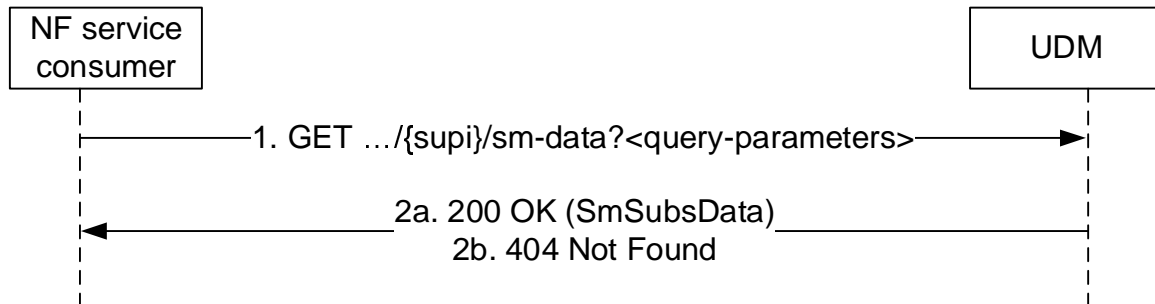 NF service
consumer
UDM
1. GET …/{supi}/sm-data?<query-parameters>
2a. 200 OK (SmSubsData)
2b. 404 Not Found